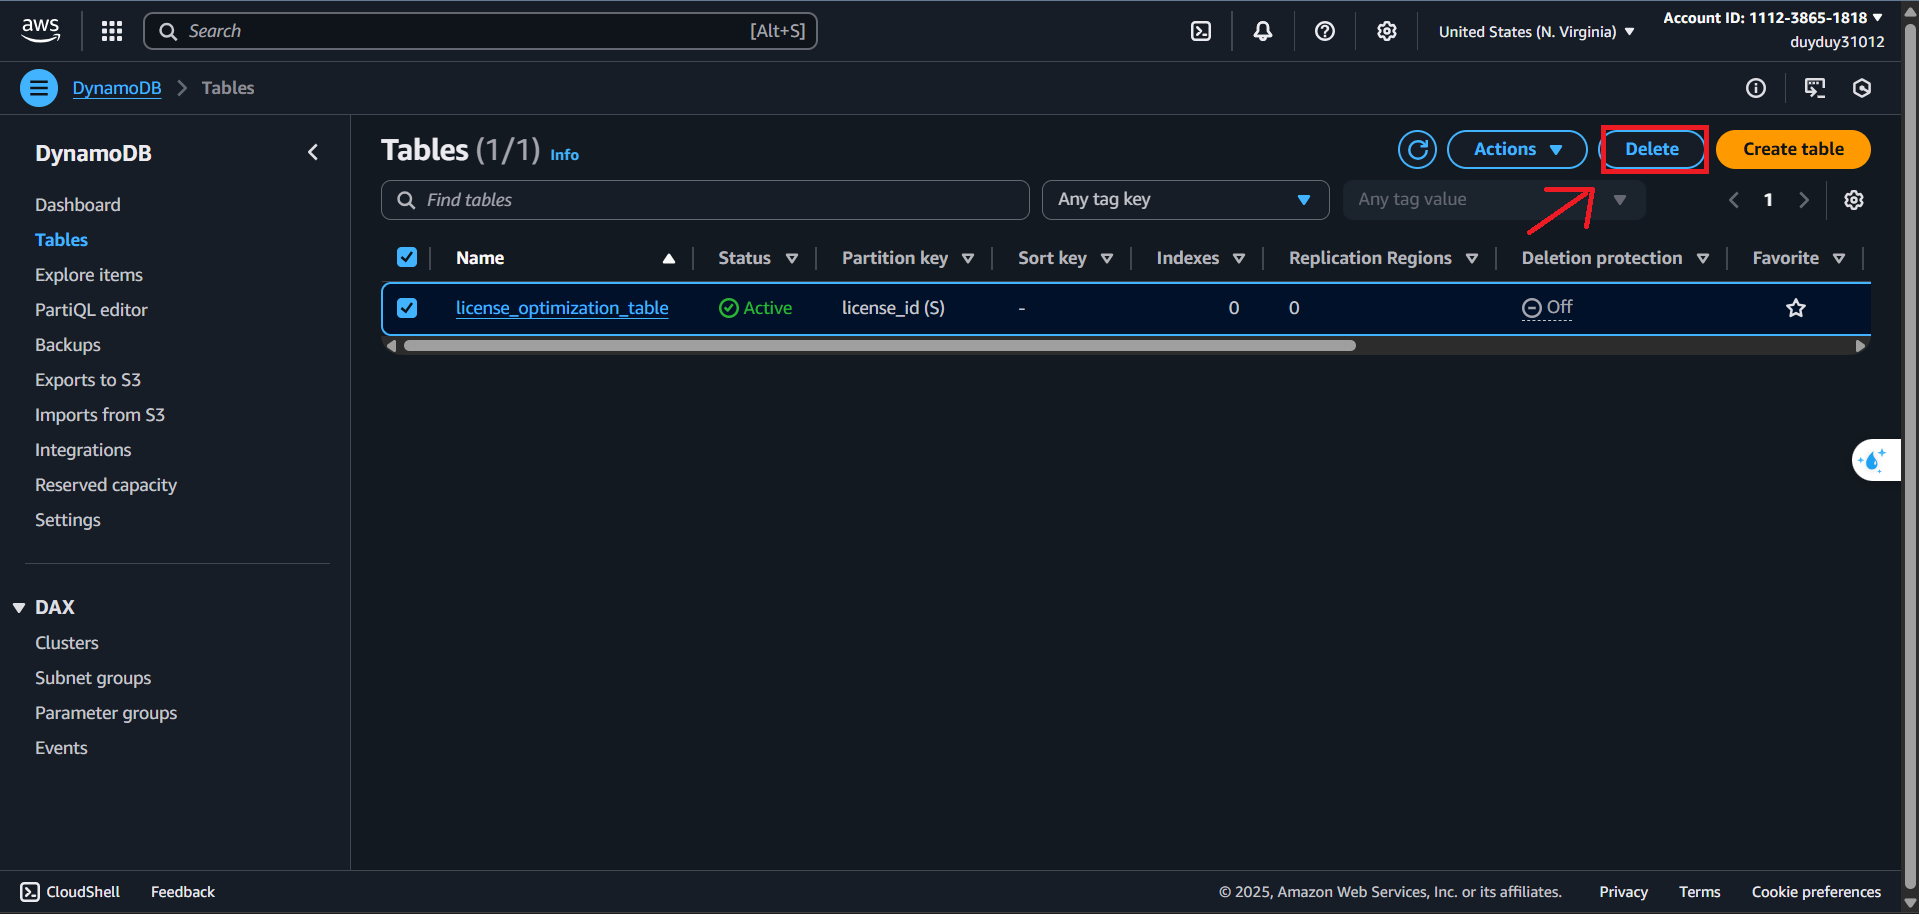 aws
Search
[Alt+S]
United States (N. Virginia)
Account ID: 1112-3865-1818
duyduy31012
DynamoDB
Tables
DynamoDB
Dashboard
Tables
Explore items
PartiQL editor
Backups
Exports to S3
Imports from S3
Integrations
Reserved capacity
Settings
DAX
Clusters
Subnet groups
Parameter groups
Events
Tables (1/1) Info
Actions
Delete
Create table
Find tables
Any tag key
Any tag value
1
Name Status Partition key Sort key Indexes Replication Regions Deletion protection Favorite
license_optimization_table Active license_id (S) - 0 0 Off
CloudShell Feedback
© 2025, Amazon Web Services, Inc. or its affiliates. Privacy Terms Cookie preferences